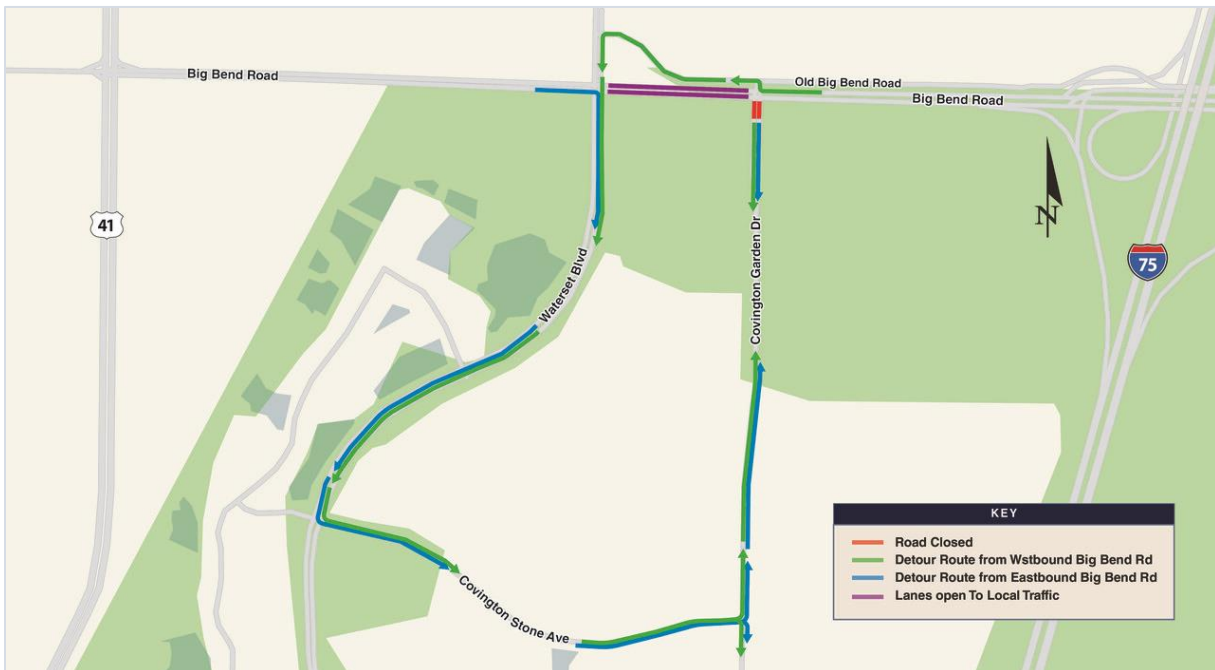 Big Bend Road
Old Big Bend Road
Big Bend Road
41
N
75
Waterset Blvd
Covington Garden Dr
Covington Stone Ave
KEY
Road Closed
Detour Route from Wstbound Big Bend Rd
Detour Route from Eastbound Big Bend Rd
Lanes open To Local Traffic